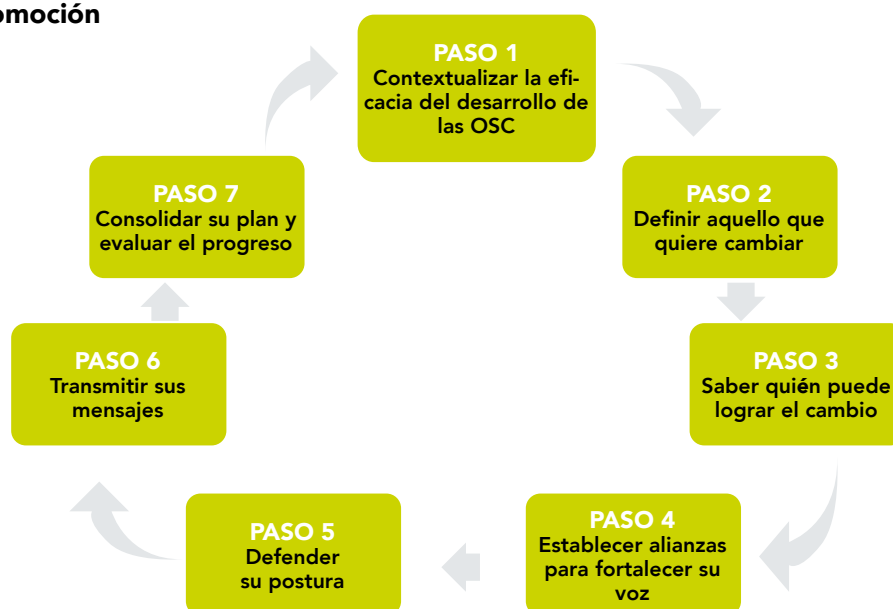 omoción
PASO 1
Contextualizar la efi-
cacia del desarrollo de
las OSC
PASO 2
Definir aquello que
quiere cambiar
PASO 3
Saber quién puede
lograr el cambio
PASO 4
Establecer alianzas
para fortalecer su
voz
PASO 5
Defender
su postura
PASO 6
Transmitir sus
mensajes
PASO 7
Consolidar su plan y
evaluar el progreso